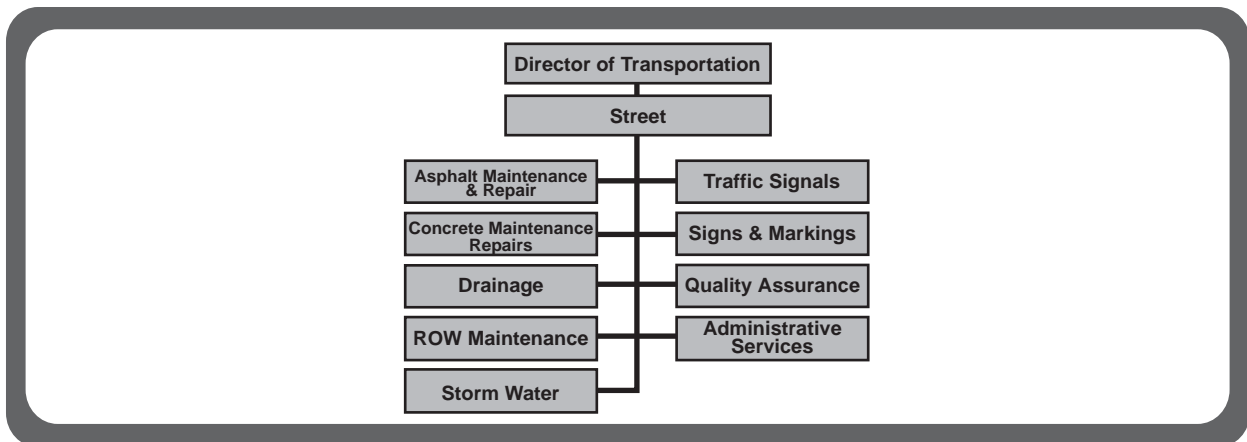 Director of Transportation
Street
Asphalt Maintenance
& Repair
Traffic Signals
Concrete Maintenance
Repairs
Signs & Markings
Drainage
Quality Assurance
ROW Maintenance
Administrative
Services
Storm Water